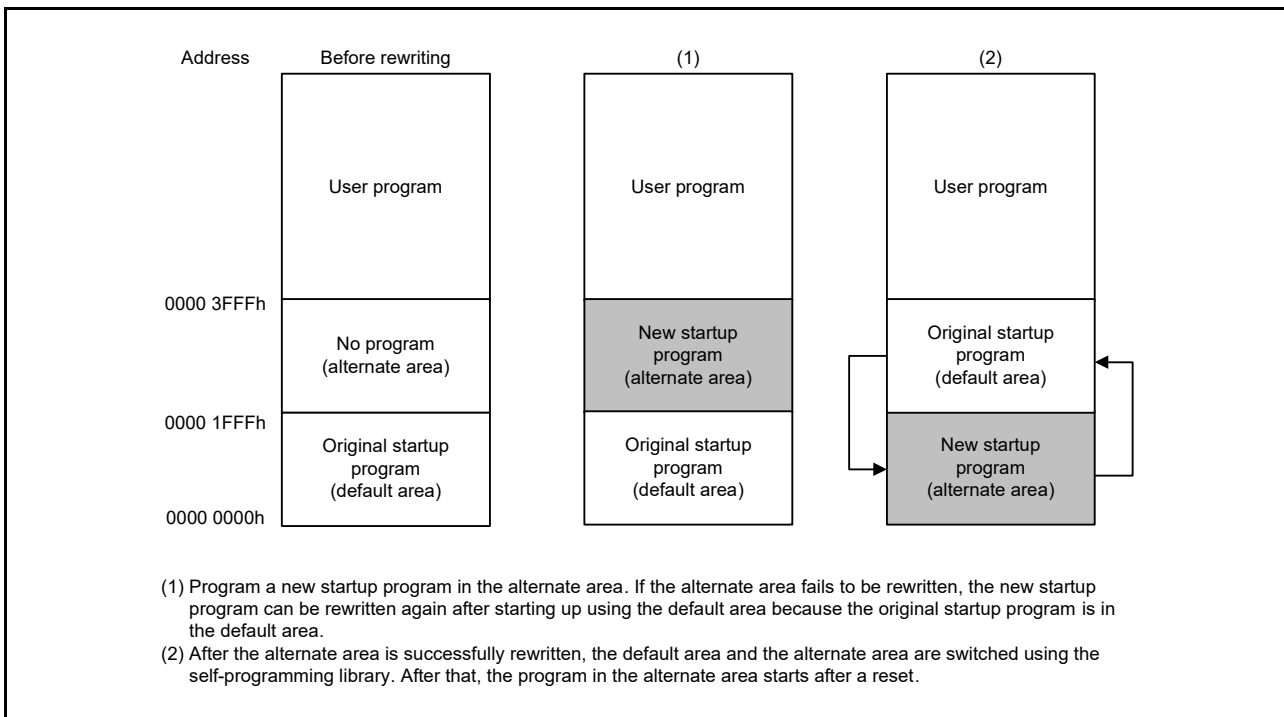 Address
Before rewriting
(1)
(2)
User program
User program
User program
0000 3FFFh
No program
(alternate area)
New startup
program
(alternate area)
Original startup
program
(default area)
0000 1FFFh
Original startup
program
(default area)
Original startup
program
(default area)
New startup
program
(alternate area)
0000 0000h
(1) Program a new startup program in the alternate area. If the alternate area fails to be rewritten, the new startup
program can be rewritten again after starting up using the default area because the original startup program is in
the default area.
(2) After the alternate area is successfully rewritten, the default area and the alternate area are switched using the
self-programming library. After that, the program in the alternate area starts after a reset.